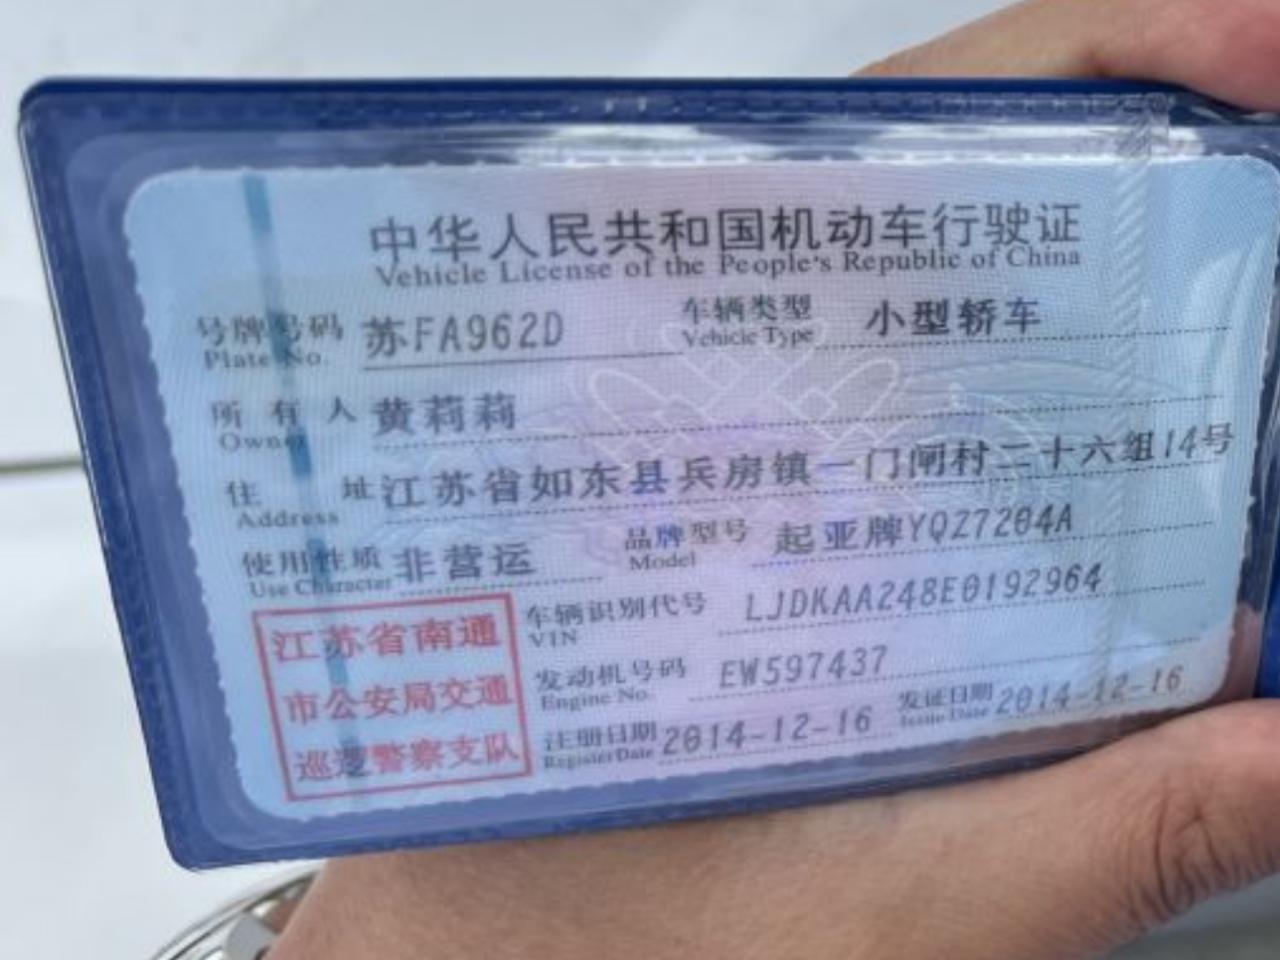 中华人民共和国机动车行驶证
Vehicle License of the People's Republic of China
号牌号码 苏FA962D 车辆类型 小型轿车
Plate No. Vehicle Type
所有人 黄莉莉
Owner
住址 江苏省如东县兵房镇一门闸村二十六组14号
Address
使用性质 非营运 品牌型号 起亚牌YQZ7204A
Use Character Model
车辆识别代号 LJDKAA248E0192964
VIN
发动机号码 EW597437
Engine No.
注册日期 2014-12-16 发证日期 2014-12-16
Register Date Issue Date
江苏省南通
市公安局交通
巡逻警察支队